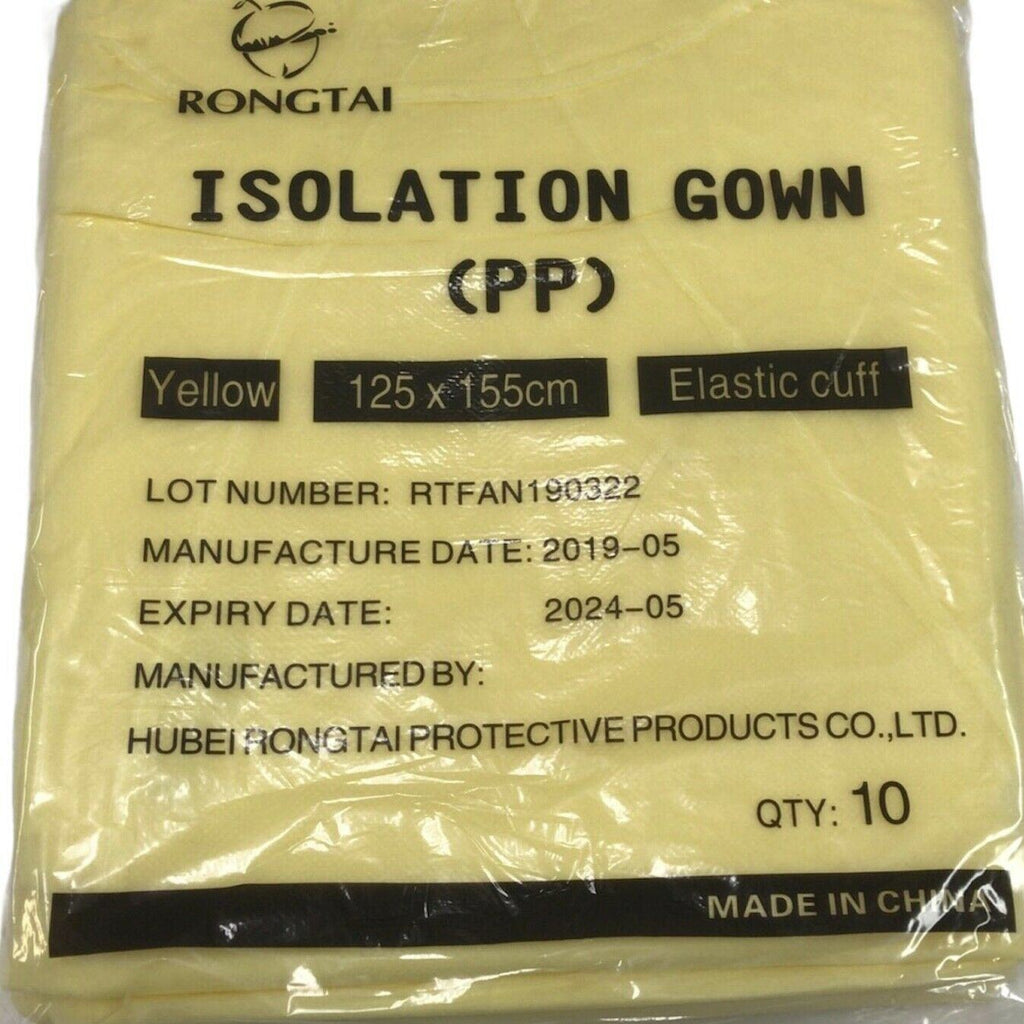 RONGTAI
ISOLATION GOWN
(PP)
Yellow 125 x 155cm Elastic cuff
LOT NUMBER: RTFAN190322
MANUFACTURE DATE: 2019-05
EXPIRY DATE: 2024-05
MANUFACTURED BY:
HUBEI RONGTAI PROTECTIVE PRODUCTS CO.,LTD.
QTY: 10
MADE IN CHINA